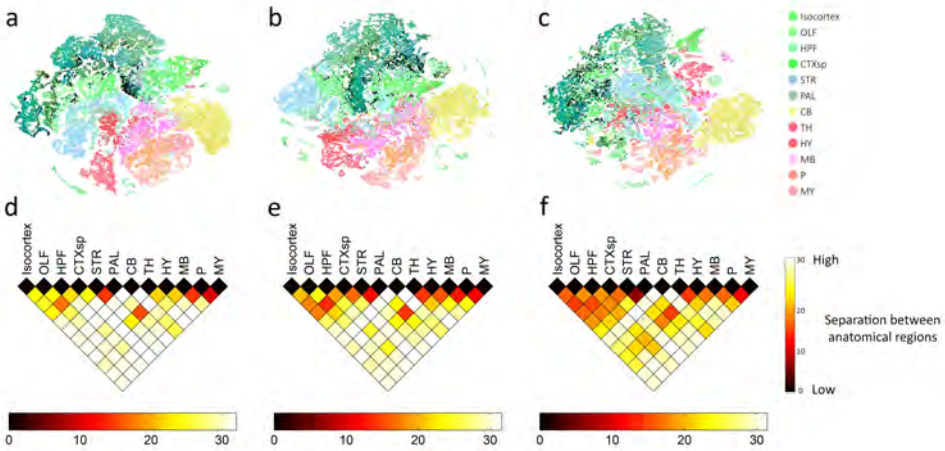 a
b
c
Isocortex
OLF
HPF
CTXsp
STR
PAL
CB
TH
HY
MB
P
MY
d
e
f
Isocortex
OLF
HPF
CTXsp
STR
PAL
CB
TH
HY
MB
P
MY
Isocortex
OLF
HPF
CTXsp
STR
PAL
CB
TH
HY
MB
P
MY
Isocortex
OLF
HPF
CTXsp
STR
PAL
CB
TH
HY
MB
P
MY
30
High
20
Separation between
anatomical regions
10
0
Low
0 10 20 30
0 10 20 30
0 10 20 30